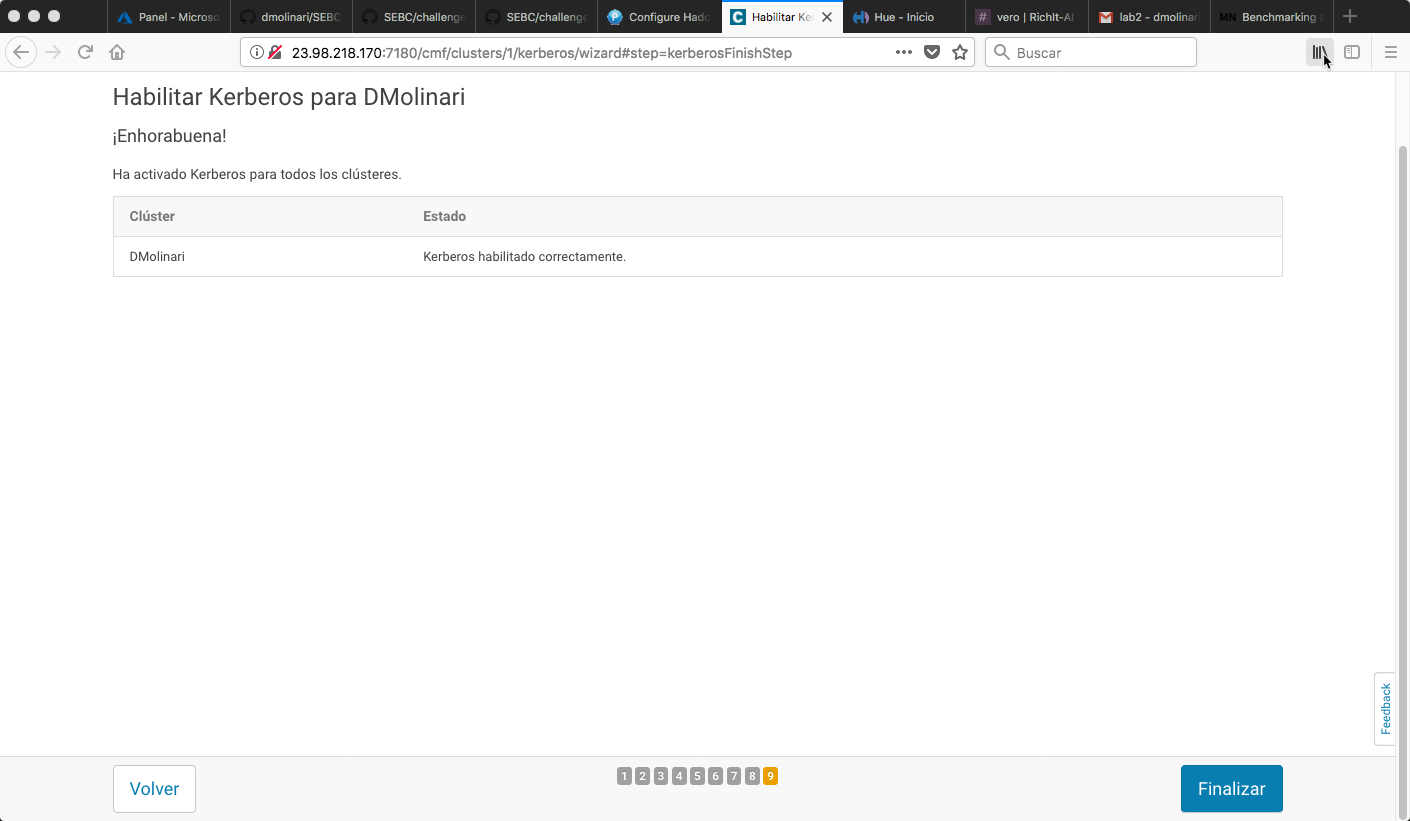 Panel - Microso
dmolinari/SEBC
SEBC/challenge
SEBC/challenge
Configure Hado
Habilitar Ke
Hue - Inicio
# vero | RichIt-Al
lab2 - dmolinari
MN Benchmarking
23.98.218.170:7180/cmf/clusters/1/kerberos/wizard#step=kerberosFinishStep
Buscar
Habilitar Kerberos para DMolinari
¡Enhorabuena!
Ha activado Kerberos para todos los clústeres.
Clúster Estado
DMolinari Kerberos habilitado correctamente.
Feedback
Volver
1 2 3 4 5 6 7 8 9
Finalizar